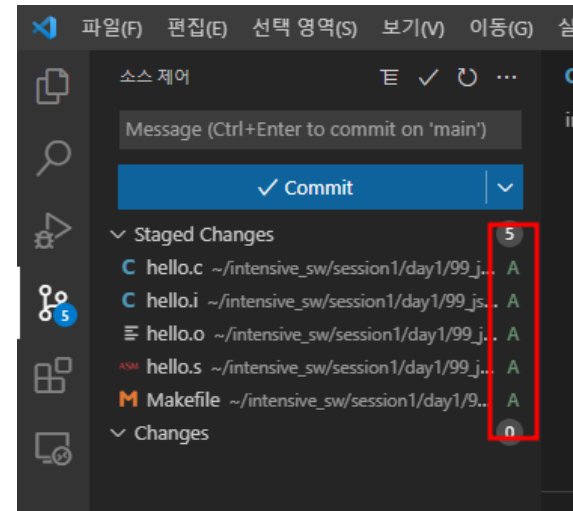 파일(F) 편집(E) 선택 영역(S) 보기(V) 이동(G) 실
소스 제어
Message (Ctrl+Enter to commit on 'main')
Commit
Staged Changes 5
C hello.c ~/intensive_sw/session1/day1/99_j... A
C hello.i ~/intensive_sw/session1/day1/99_js... A
hello.o ~/intensive_sw/session1/day1/99_j... A
ASM hello.s ~/intensive_sw/session1/day1/99_j... A
M Makefile ~/intensive_sw/session1/day1/9... A
Changes 0
5